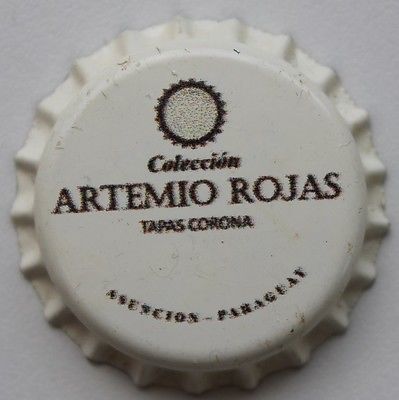 Colección
ARTEMIO ROJAS
TAPAS CORONA
ASUNCION - PARAGUAY